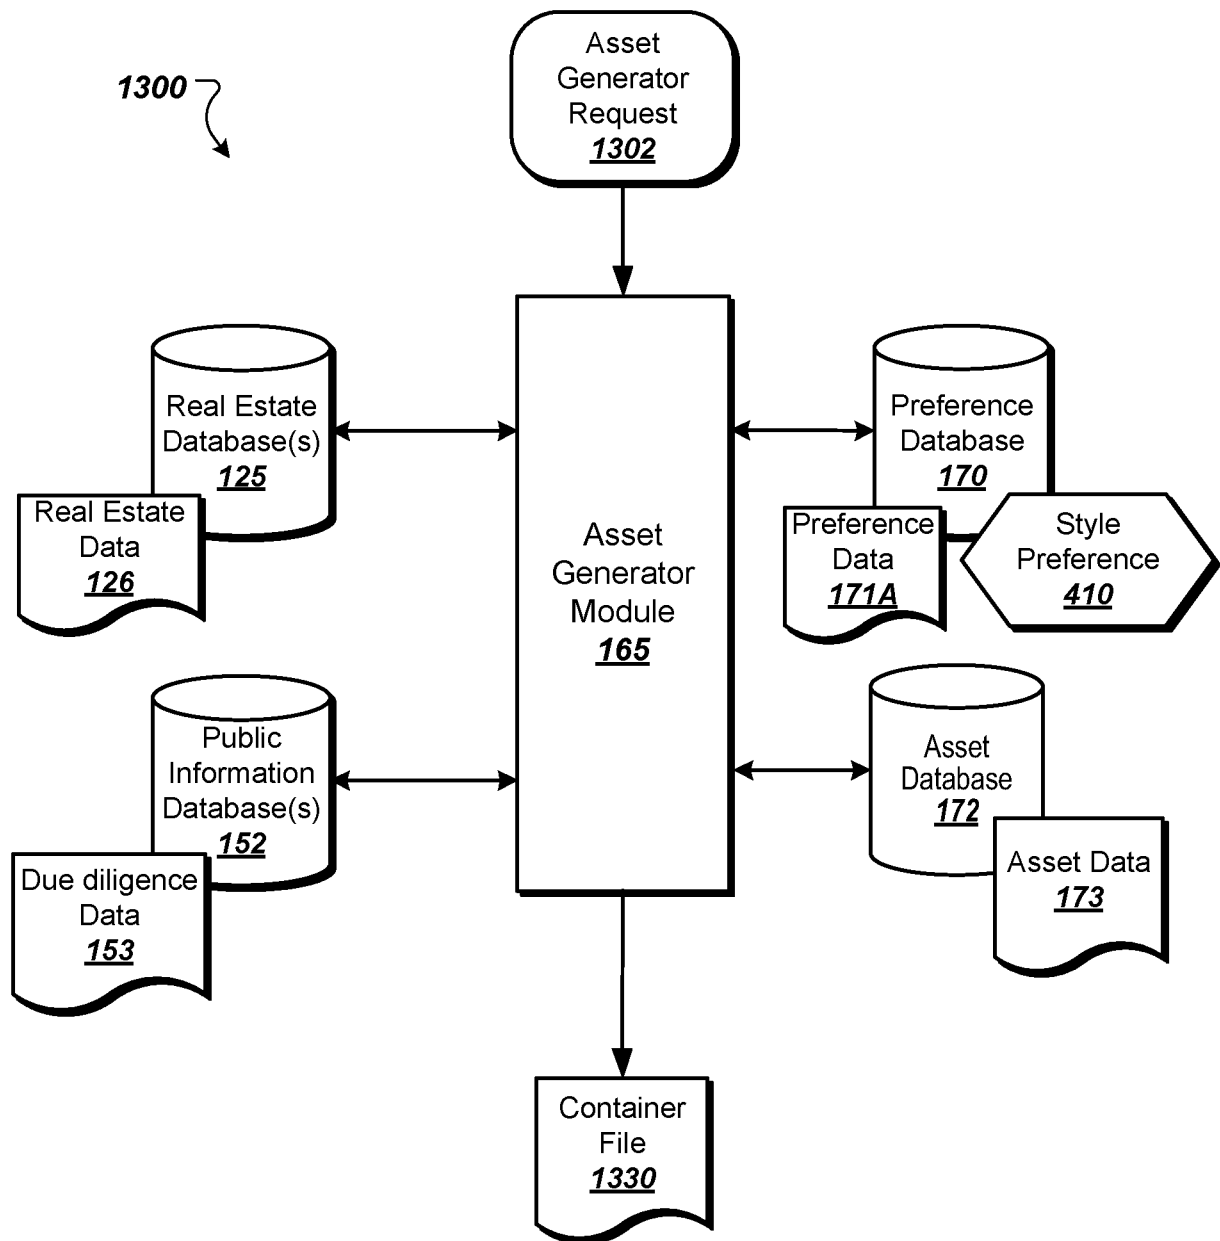 1300
Asset
Generator
Request
1302
Real Estate
Database(s)
125
Real Estate
Data
126
Public
Information
Database(s)
152
Due diligence
Data
153
Asset
Generator
Module
165
Preference
Database
170
Preference
Data
171A
Style
Preference
410
Asset
Database
172
Asset Data
173
Container
File
1330